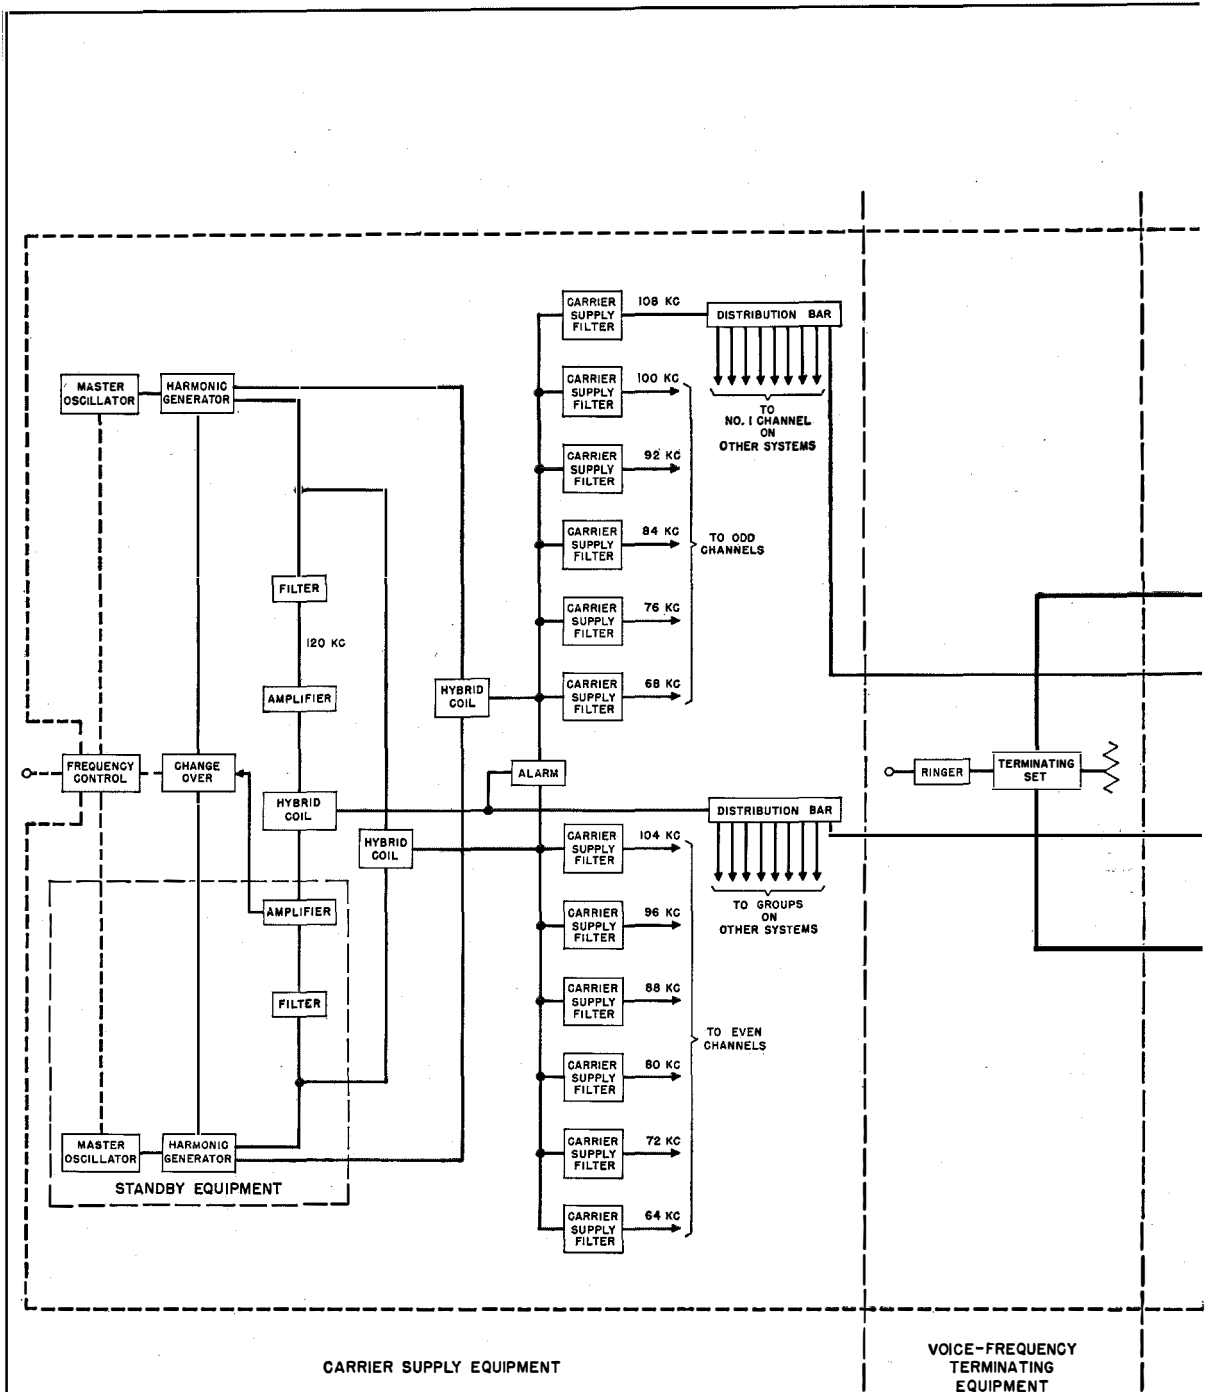 CARRIER
SUPPLY
FILTER
108 KC
DISTRIBUTION BAR
TO
NO. 1 CHANNEL
ON
OTHER SYSTEMS
CARRIER
SUPPLY
FILTER
100 KC
CARRIER
SUPPLY
FILTER
92 KC
CARRIER
SUPPLY
FILTER
84 KC
TO ODD
CHANNELS
CARRIER
SUPPLY
FILTER
76 KC
CARRIER
SUPPLY
FILTER
68 KC
MASTER
OSCILLATOR
HARMONIC
GENERATOR
FILTER
120 KC
AMPLIFIER
HYBRID
COIL
FREQUENCY
CONTROL
CHANGE
OVER
HYBRID
COIL
HYBRID
COIL
ALARM
DISTRIBUTION BAR
TO GROUPS
ON
OTHER SYSTEMS
RINGER
TERMINATING
SET
CARRIER
SUPPLY
FILTER
104 KC
CARRIER
SUPPLY
FILTER
96 KC
CARRIER
SUPPLY
FILTER
88 KC
TO EVEN
CHANNELS
CARRIER
SUPPLY
FILTER
80 KC
CARRIER
SUPPLY
FILTER
72 KC
CARRIER
SUPPLY
FILTER
64 KC
AMPLIFIER
FILTER
MASTER
OSCILLATOR
HARMONIC
GENERATOR
STANDBY EQUIPMENT
CARRIER SUPPLY EQUIPMENT
VOICE-FREQUENCY
TERMINATING
EQUIPMENT